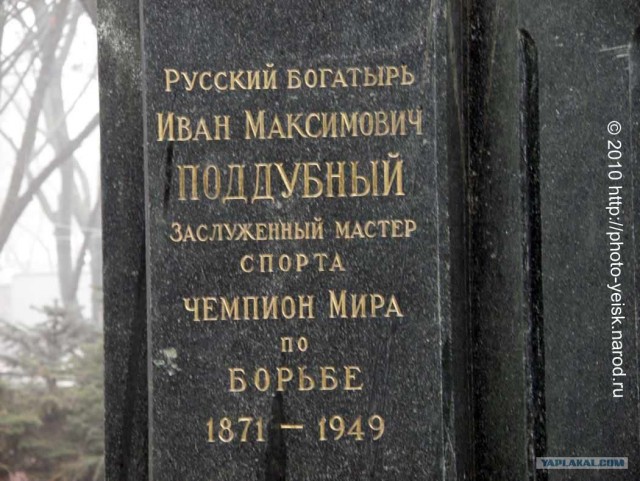 Русский богатырь
Иван Максимович
ПОДДУБНЫЙ
Заслуженный мастер
спорта
Чемпион Мира
по
борьбе
1871 – 1949
© 2010 http://photo-yeisk.narod.ru
YAPLAKAL.COM